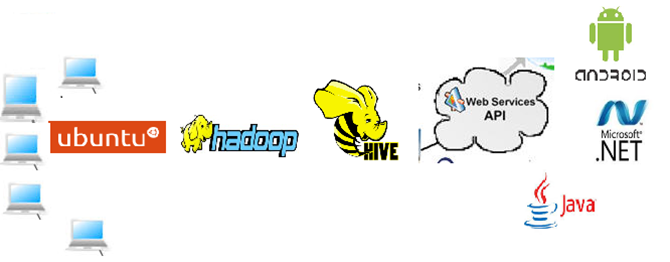 ubuntu
hadoop
HIVE
Web Services
API
ANDROID
Microsoft
.NET
Java